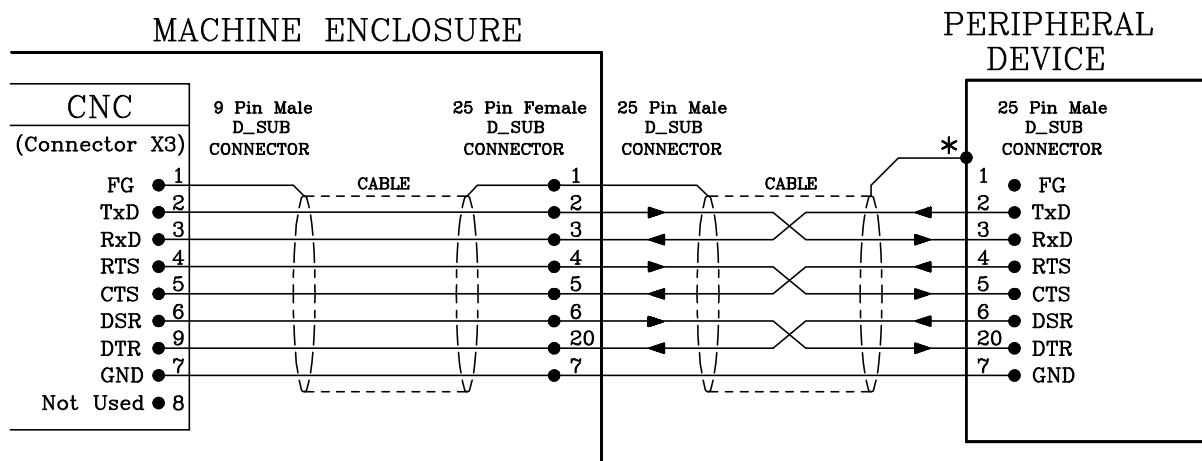 MACHINE ENCLOSURE
PERIPHERAL
DEVICE
CNC
(Connector X3)
9 Pin Male
D_SUB
CONNECTOR
25 Pin Female
D_SUB
CONNECTOR
25 Pin Male
D_SUB
CONNECTOR
25 Pin Male
D_SUB
CONNECTOR
*
FG 1 CABLE 1 CABLE 1 FG
TxD 2 2 2 TxD
RxD 3 3 3 RxD
RTS 4 4 4 RTS
CTS 5 5 5 CTS
DSR 6 6 6 DSR
DTR 9 20 20 DTR
GND 7 7 7 GND
Not Used 8